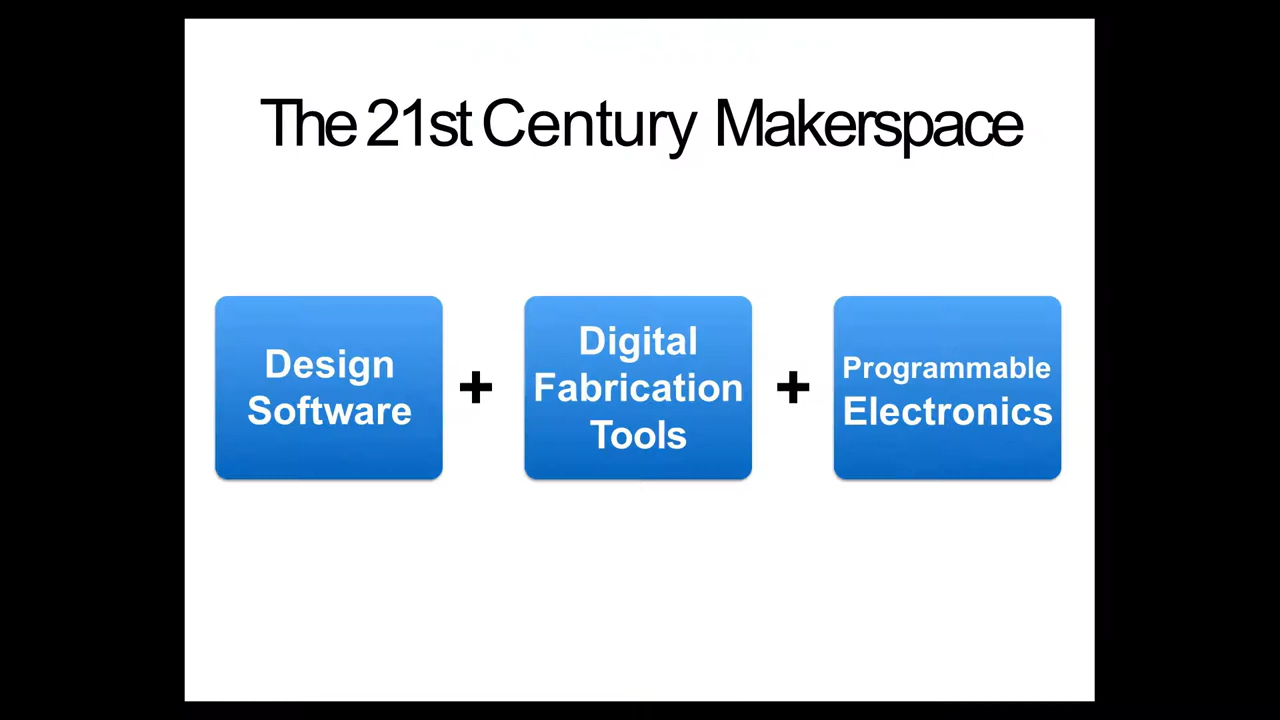 The 21st Century Makerspace
Design
Software
+
Digital
Fabrication
Tools
+
Programmable
Electronics